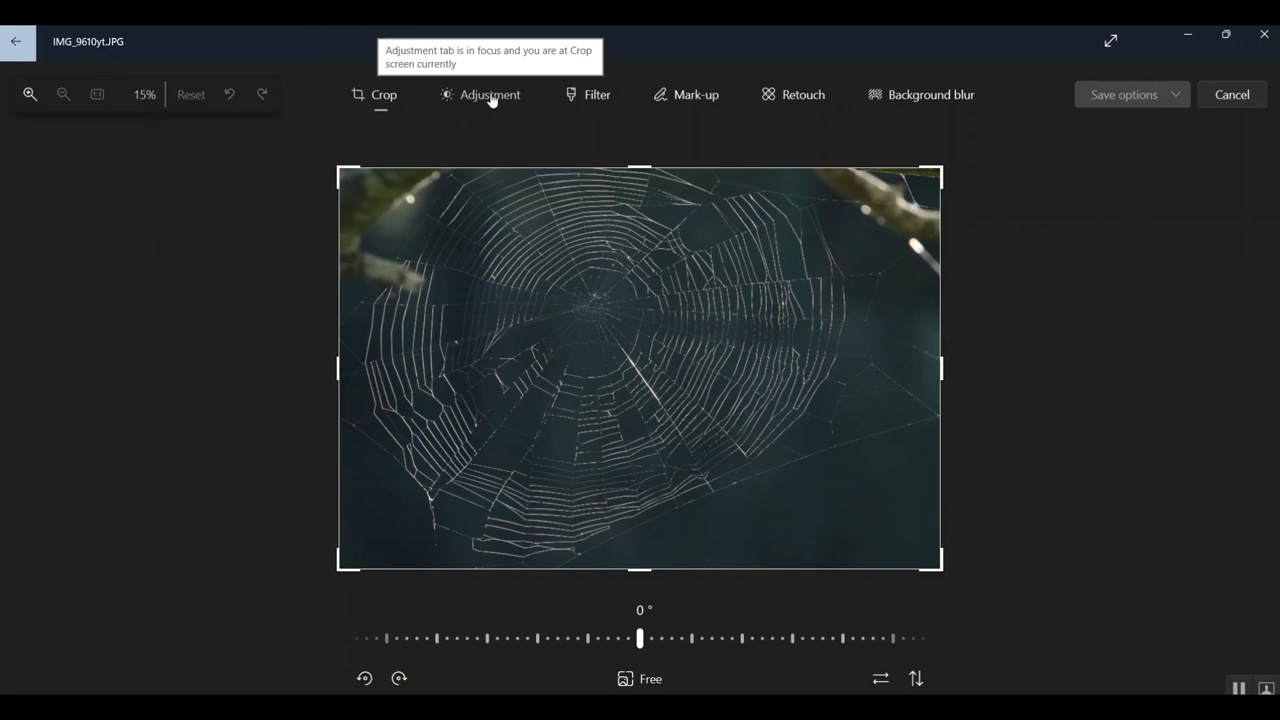 IMG_9610yt.JPG
Adjustment tab is in focus and you are at Crop
screen currently
15% Reset Crop Adjustment Filter Mark-up Retouch Background blur Save options Cancel
0 °
Free